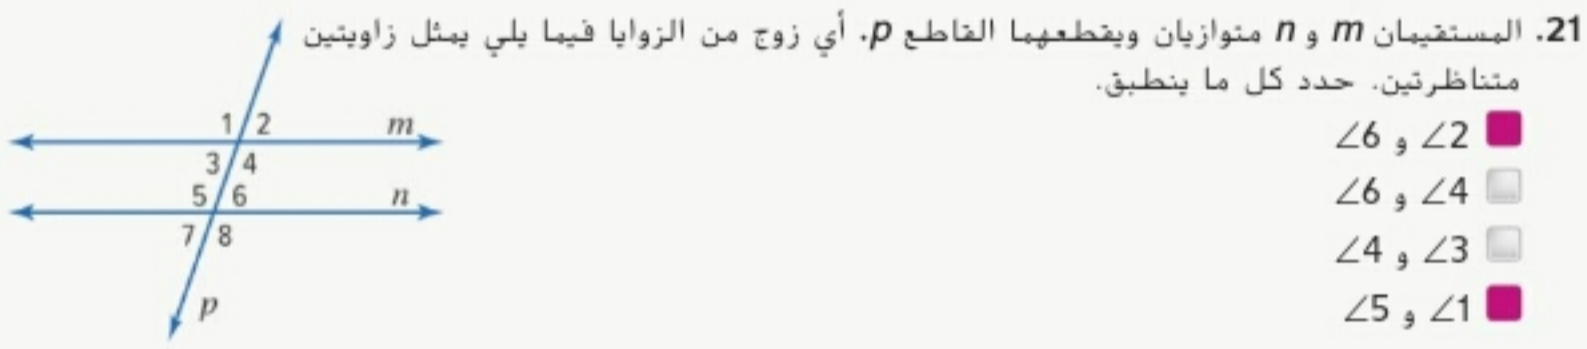 21. المستقيمان m و n متوازيان ويقطعهما القاطع p. أي زوج من الزوايا فيما يلي يمثل زاويتين
متناظرتين. حدد كل ما ينطبق.
∠2 و ∠6
∠4 و ∠6
∠3 و ∠4
∠1 و ∠5
1 2 m
3 4
5 6 n
7 8
p